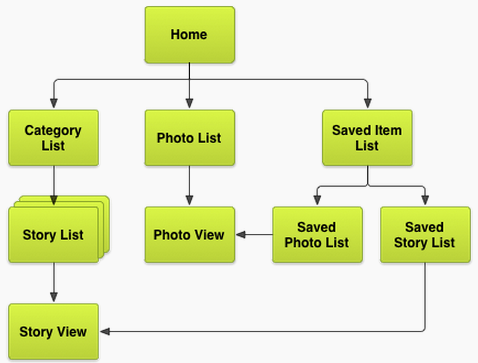 Home
Category
List
Photo List
Saved Item
List
Story List
Photo View
Saved
Photo List
Saved
Story List
Story View